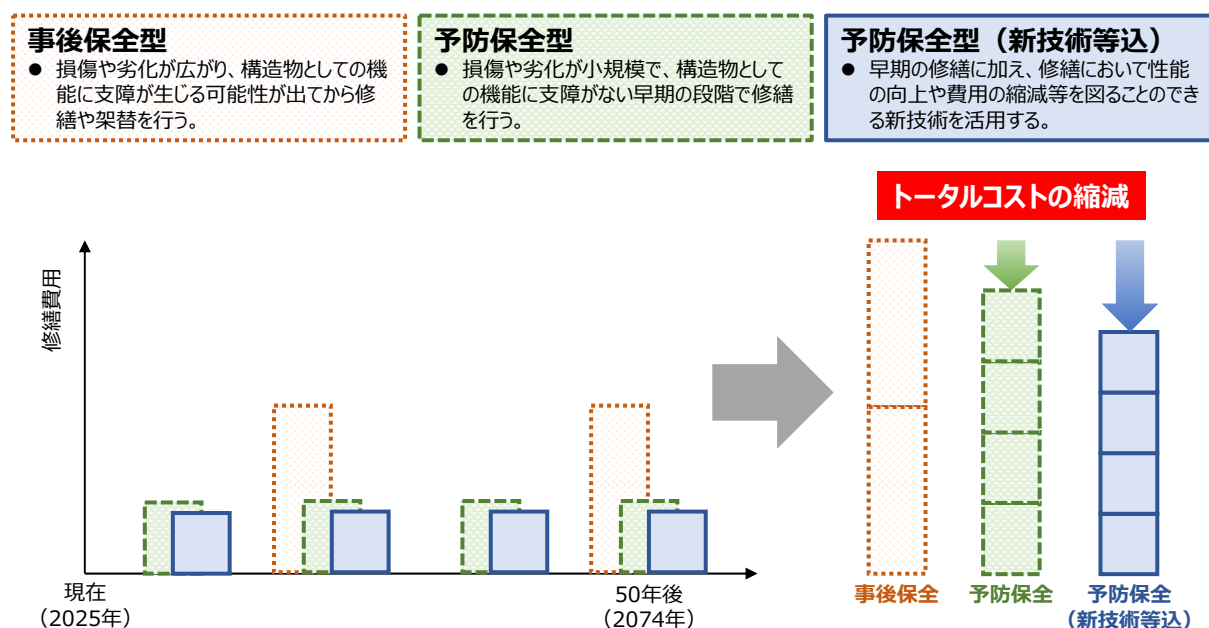 事後保全型
● 損傷や劣化が広がり、構造物としての機
能に支障が生じる可能性が出てから修
繕や架替を行う。
予防保全型
● 損傷や劣化が小規模で、構造物として
の機能に支障がない早期の段階で修繕
を行う。
予防保全型（新技術等込）
● 早期の修繕に加え、修繕において性能
の向上や費用の縮減等を図ることのでき
る新技術を活用する。
トータルコストの縮減
修繕費用
現在
（2025年）
50年後
（2074年）
事後保全
予防保全
予防保全
（新技術等込）